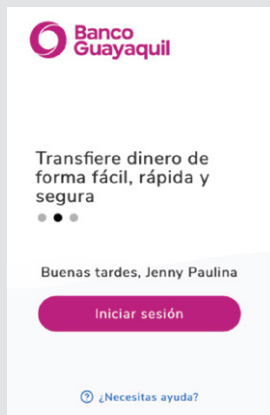 Banco
Guayaquil
Transfiere dinero de
forma fácil, rápida y
segura
Buenas tardes, Jenny Paulina
Iniciar sesión
¿Necesitas ayuda?